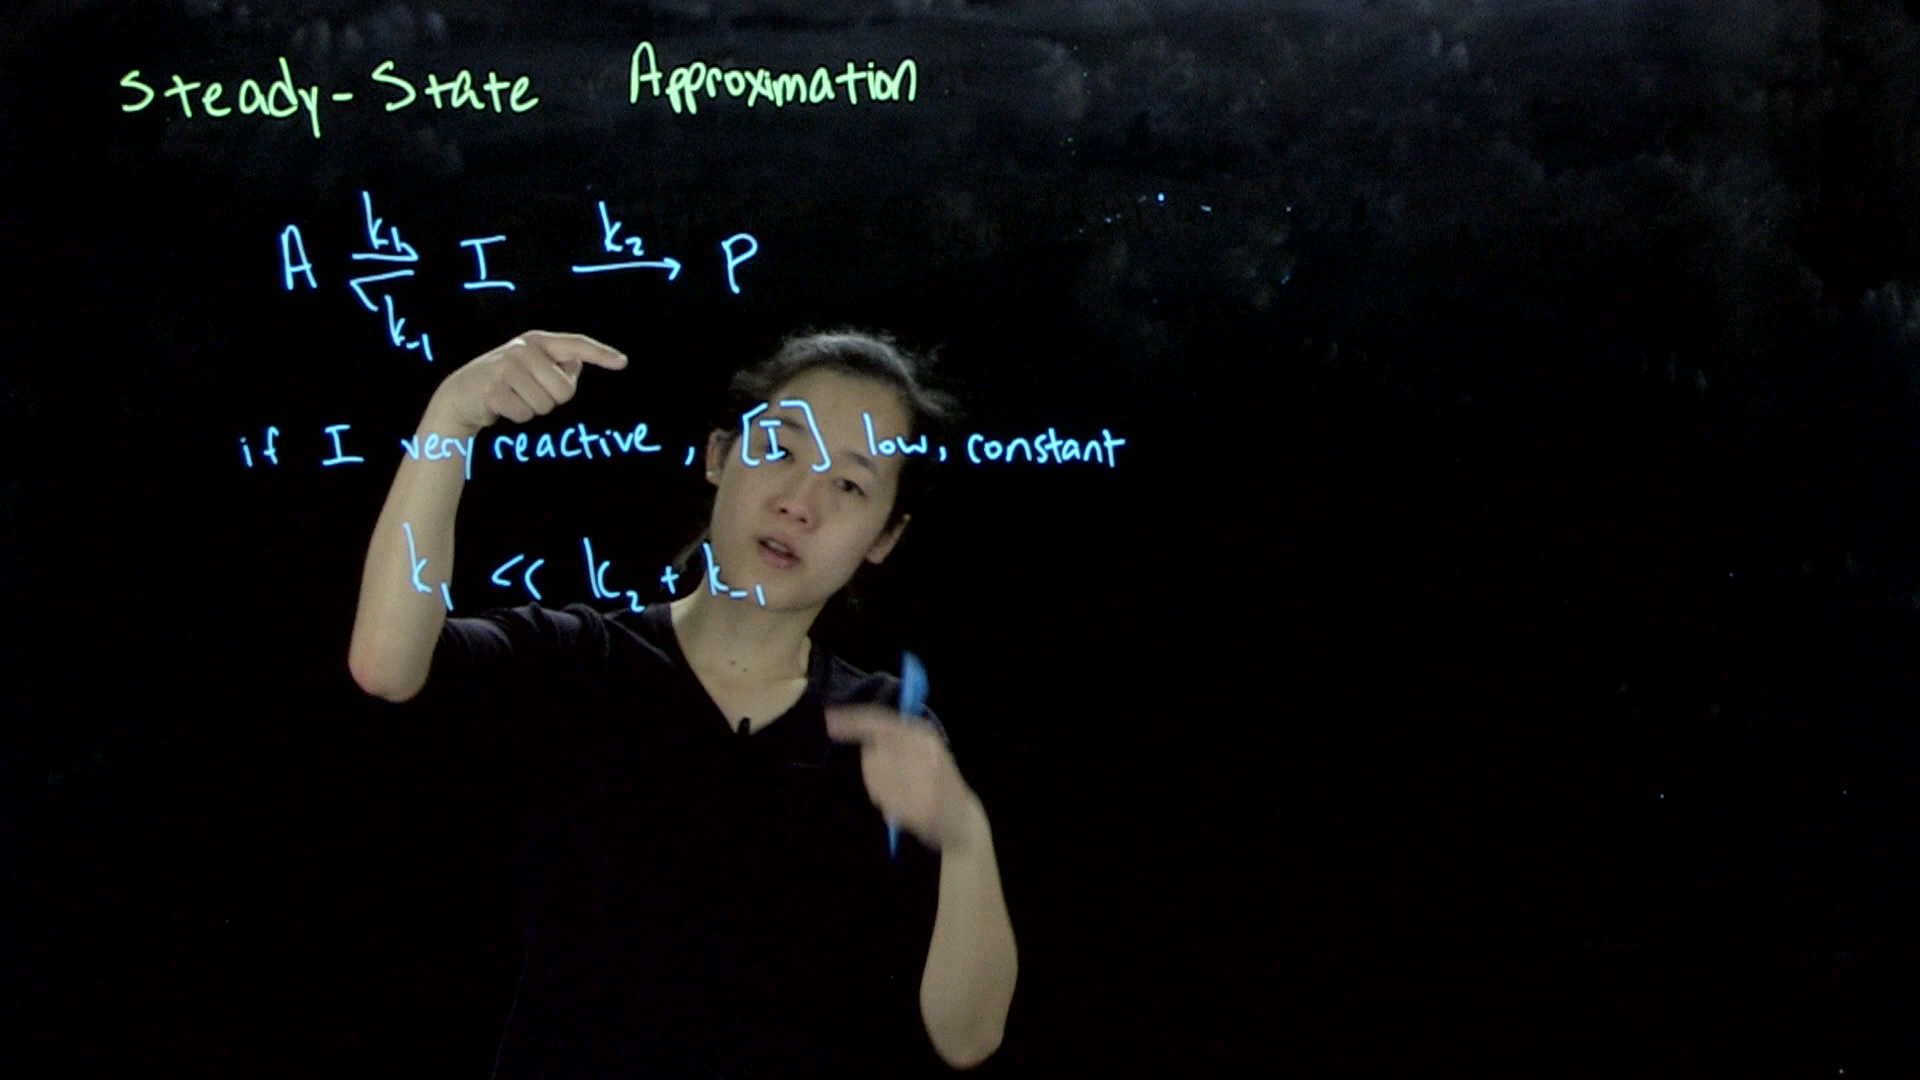 Steady-State Approximation
A k1 ⇌ k-1 I k2 → P
if I very reactive, [I] low, constant
k1 << k2 + k-1